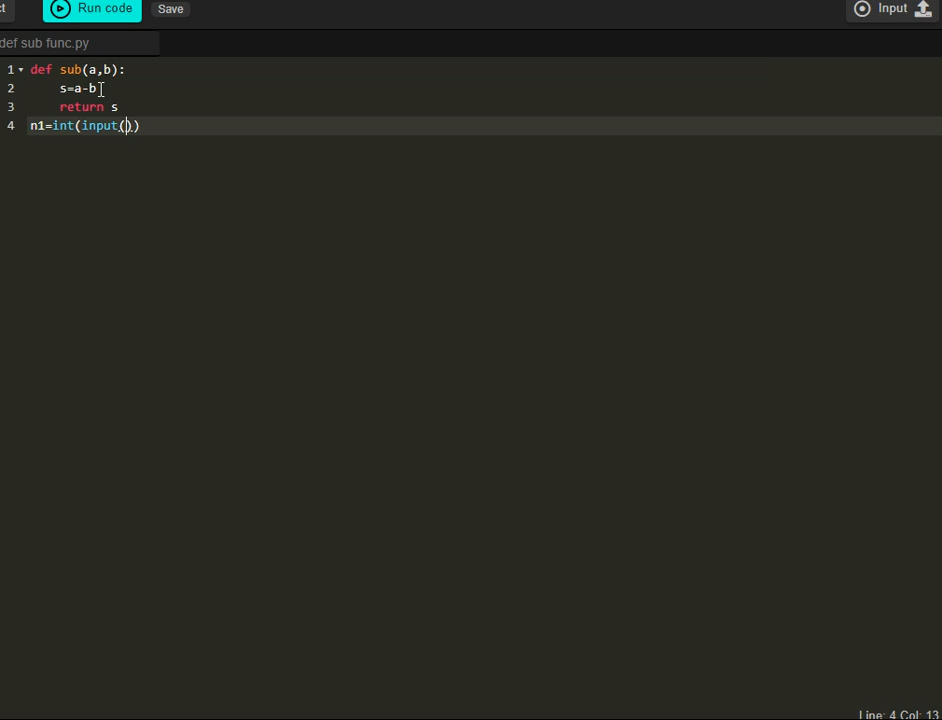 ct Run code Save Input
def sub func.py
1 def sub(a,b):
2 s=a-b
3 return s
4 n1=int(input())
Line: 4 Col: 13